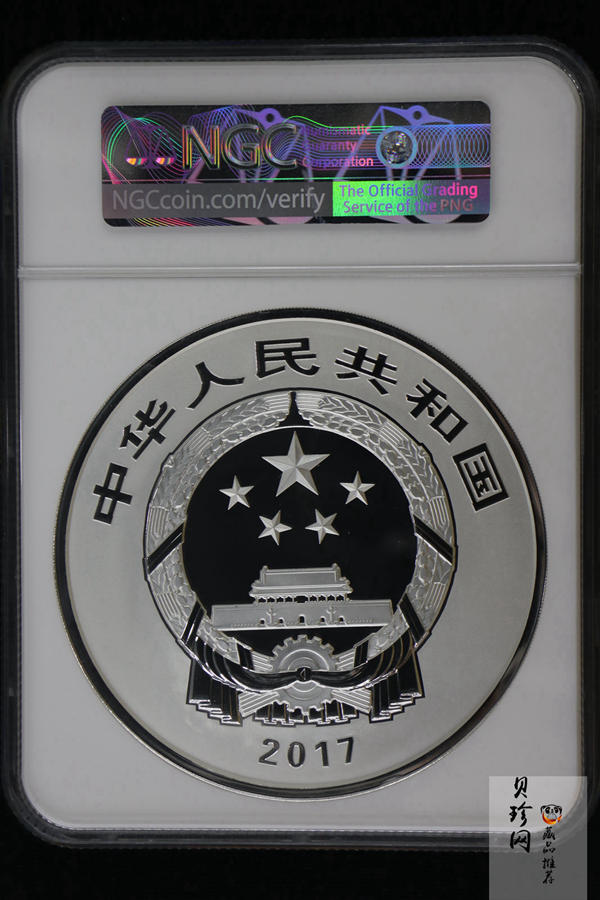 NGC
Numismatic
Guaranty
Corporation
NGCcoin.com/verify
The Official Grading
Service of the PNG
中华人民共和国
2017
贝珍网
藏品推荐